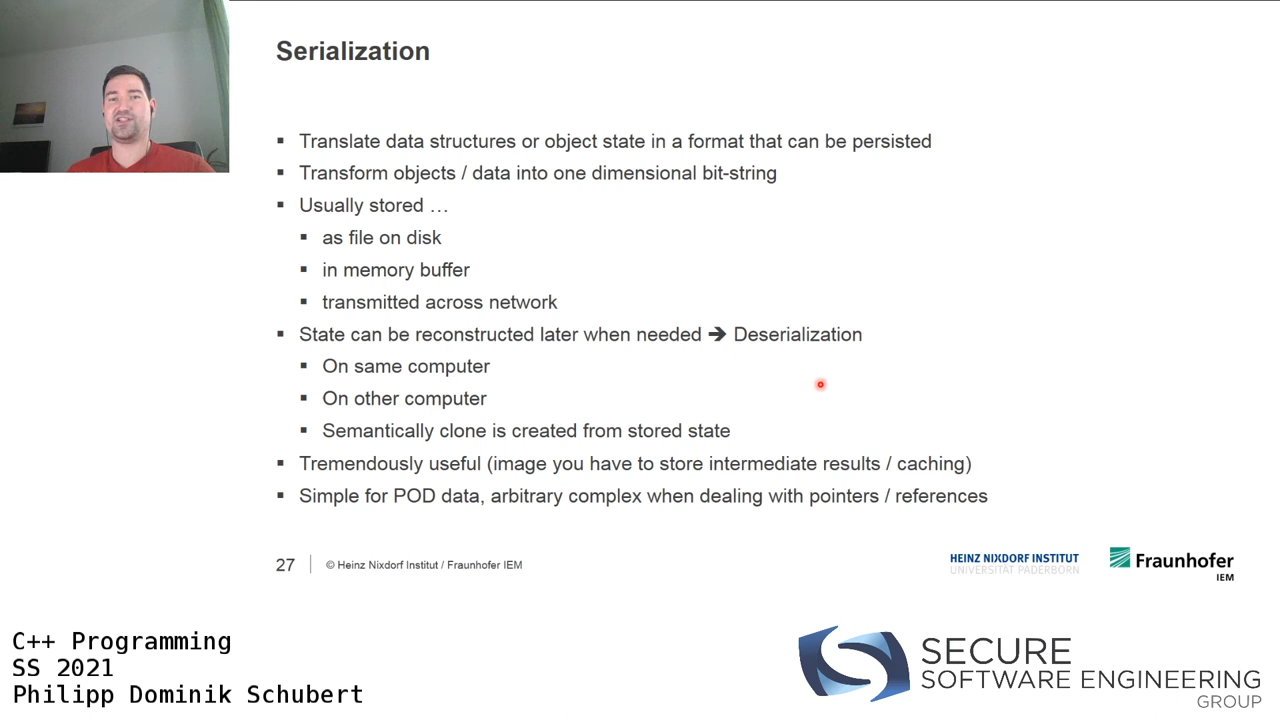 Serialization
Translate data structures or object state in a format that can be persisted
Transform objects / data into one dimensional bit-string
Usually stored …
as file on disk
in memory buffer
transmitted across network
State can be reconstructed later when needed ➔ Deserialization
On same computer
On other computer
Semantically clone is created from stored state
Tremendously useful (image you have to store intermediate results / caching)
Simple for POD data, arbitrary complex when dealing with pointers / references
27
© Heinz Nixdorf Institut / Fraunhofer IEM
HEINZ NIXDORF INSTITUT
UNIVERSITÄT PADERBORN
Fraunhofer
IEM
C++ Programming
SS 2021
Philipp Dominik Schubert
SECURE
SOFTWARE ENGINEERING
GROUP